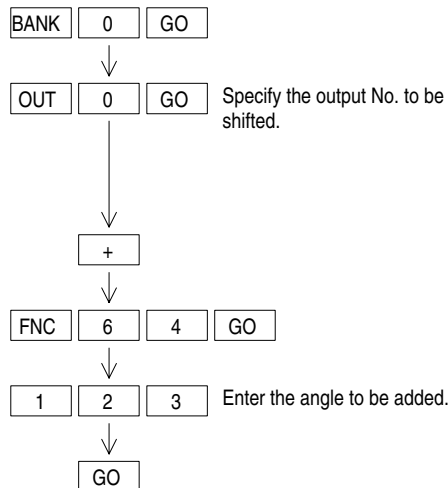 BANK 0 GO
OUT 0 GO Specify the output No. to be
shifted.
+
FNC 6 4 GO
1 2 3 Enter the angle to be added.
GO